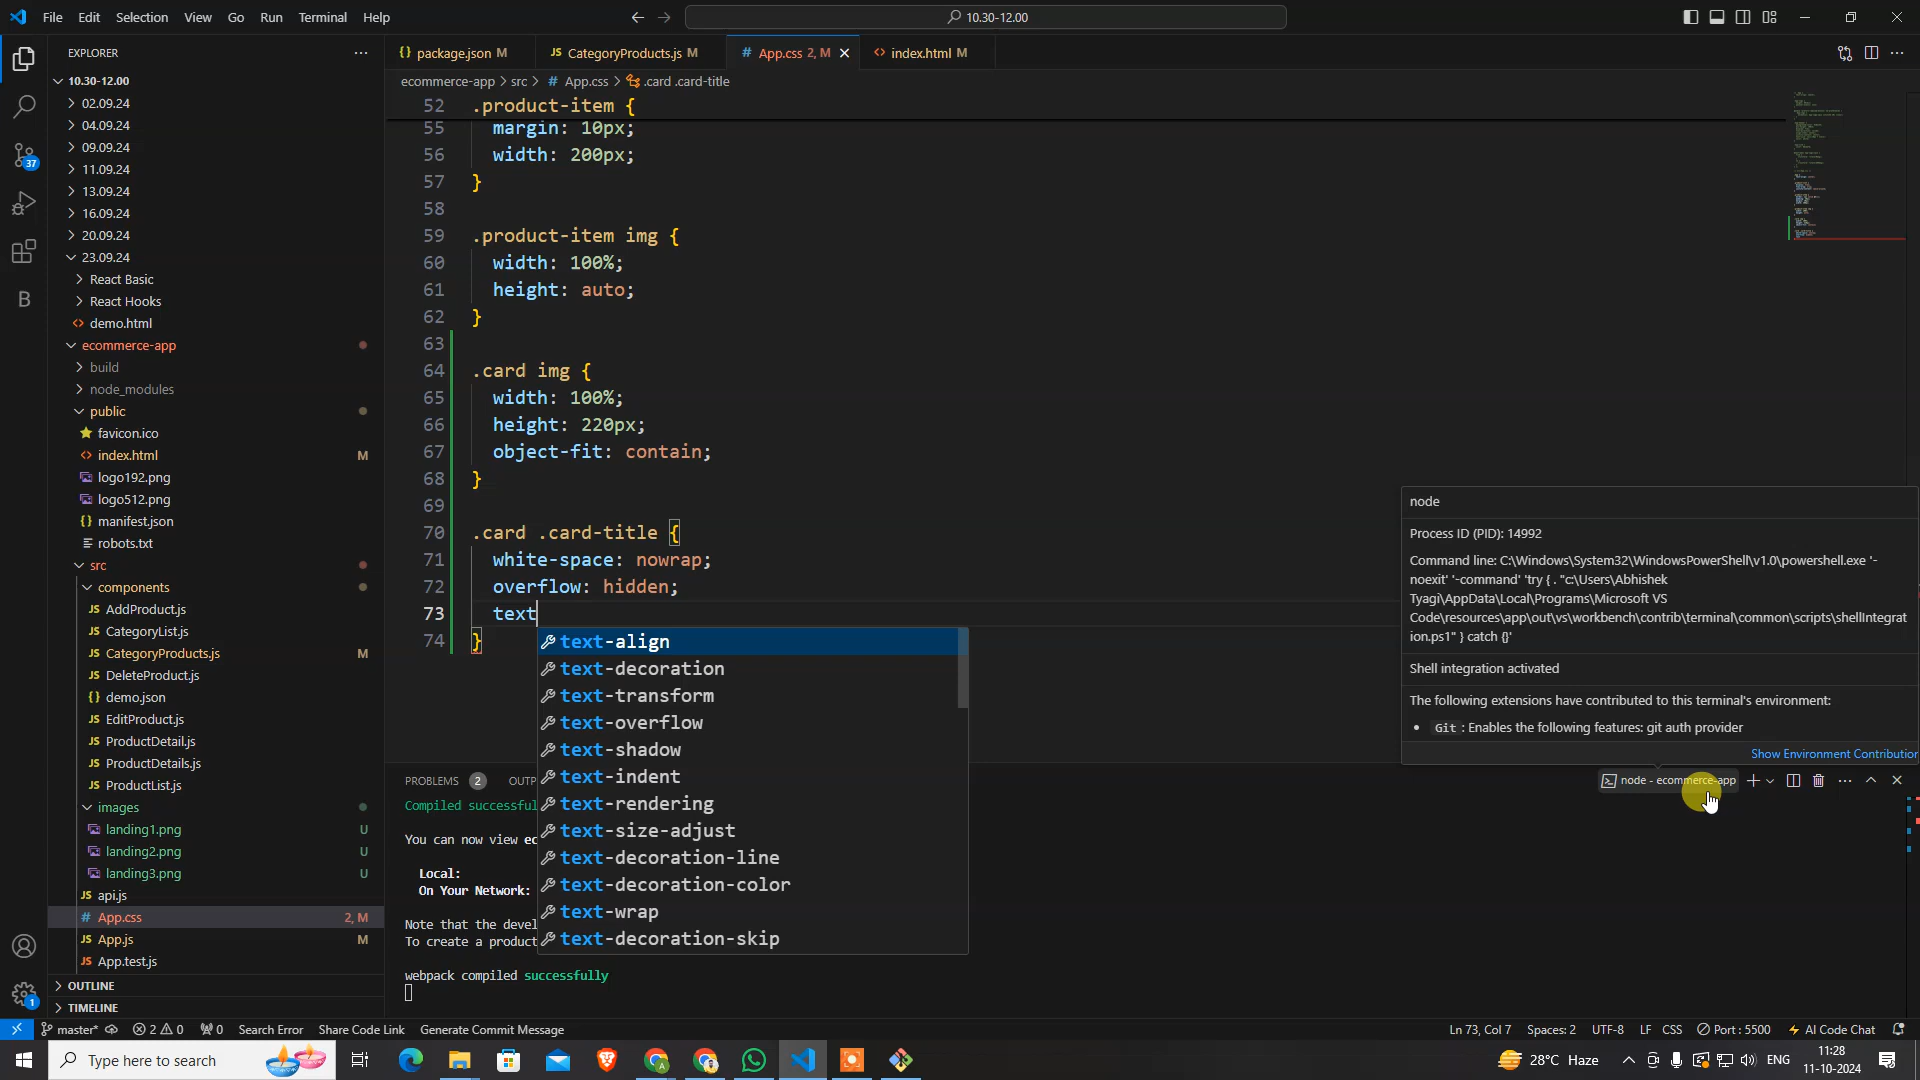 File Edit Selection View Go Run Terminal Help
10.30-12.00
EXPLORER
10.30-12.00
02.09.24
04.09.24
09.09.24
11.09.24
13.09.24
16.09.24
20.09.24
23.09.24
React Basic
React Hooks
demo.html
ecommerce-app
build
node_modules
public
favicon.ico
index.html M
logo192.png
logo512.png
manifest.json
robots.txt
src
components
AddProduct.js
CategoryList.js
CategoryProducts.js M
DeleteProduct.js
demo.json
EditProduct.js
ProductDetail.js
ProductDetails.js
ProductList.js
images
landing1.png U
landing2.png U
landing3.png U
api.js
App.css 2, M
App.js M
App.test.js
OUTLINE
TIMELINE
37
B
1
package.json M CategoryProducts.js M App.css 2, M index.html M
ecommerce-app > src > # App.css > .card .card-title
52 .product-item {
55 margin: 10px;
56 width: 200px;
57 }
58
59 .product-item img {
60 width: 100%;
61 height: auto;
62 }
63
64 .card img {
65 width: 100%;
66 height: 220px;
67 object-fit: contain;
68 }
69
70 .card .card-title {
71 white-space: nowrap;
72 overflow: hidden;
73 text
74 }
text-align
text-decoration
text-transform
text-overflow
text-shadow
text-indent
text-rendering
text-size-adjust
text-decoration-line
text-decoration-color
text-wrap
text-decoration-skip
node
Process ID (PID): 14992
Command line: C:\Windows\System32\WindowsPowerShell\v1.0\powershell.exe '-
noexit' '-command' 'try { . "c:\Users\Abhishek
Tyagi\AppData\Local\Programs\Microsoft VS
Code\resources\app\out\vs\workbench\contrib\terminal\common\scripts\shellIntegrat
ion.ps1" } catch {}'
Shell integration activated
The following extensions have contributed to this terminal's environment:
Git : Enables the following features: git auth provider
Show Environment Contribution
PROBLEMS 2 OUTP
node - ecommerce-app
Compiled successful
You can now view ec
Local:
On Your Network:
Note that the devel
To create a product
webpack compiled successfully
master* 2 0 0 Search Error Share Code Link Generate Commit Message Ln 73, Col 7 Spaces: 2 UTF-8 LF CSS Port : 5500 AI Code Chat
Type here to search
28°C Haze ENG 11:28
11-10-2024